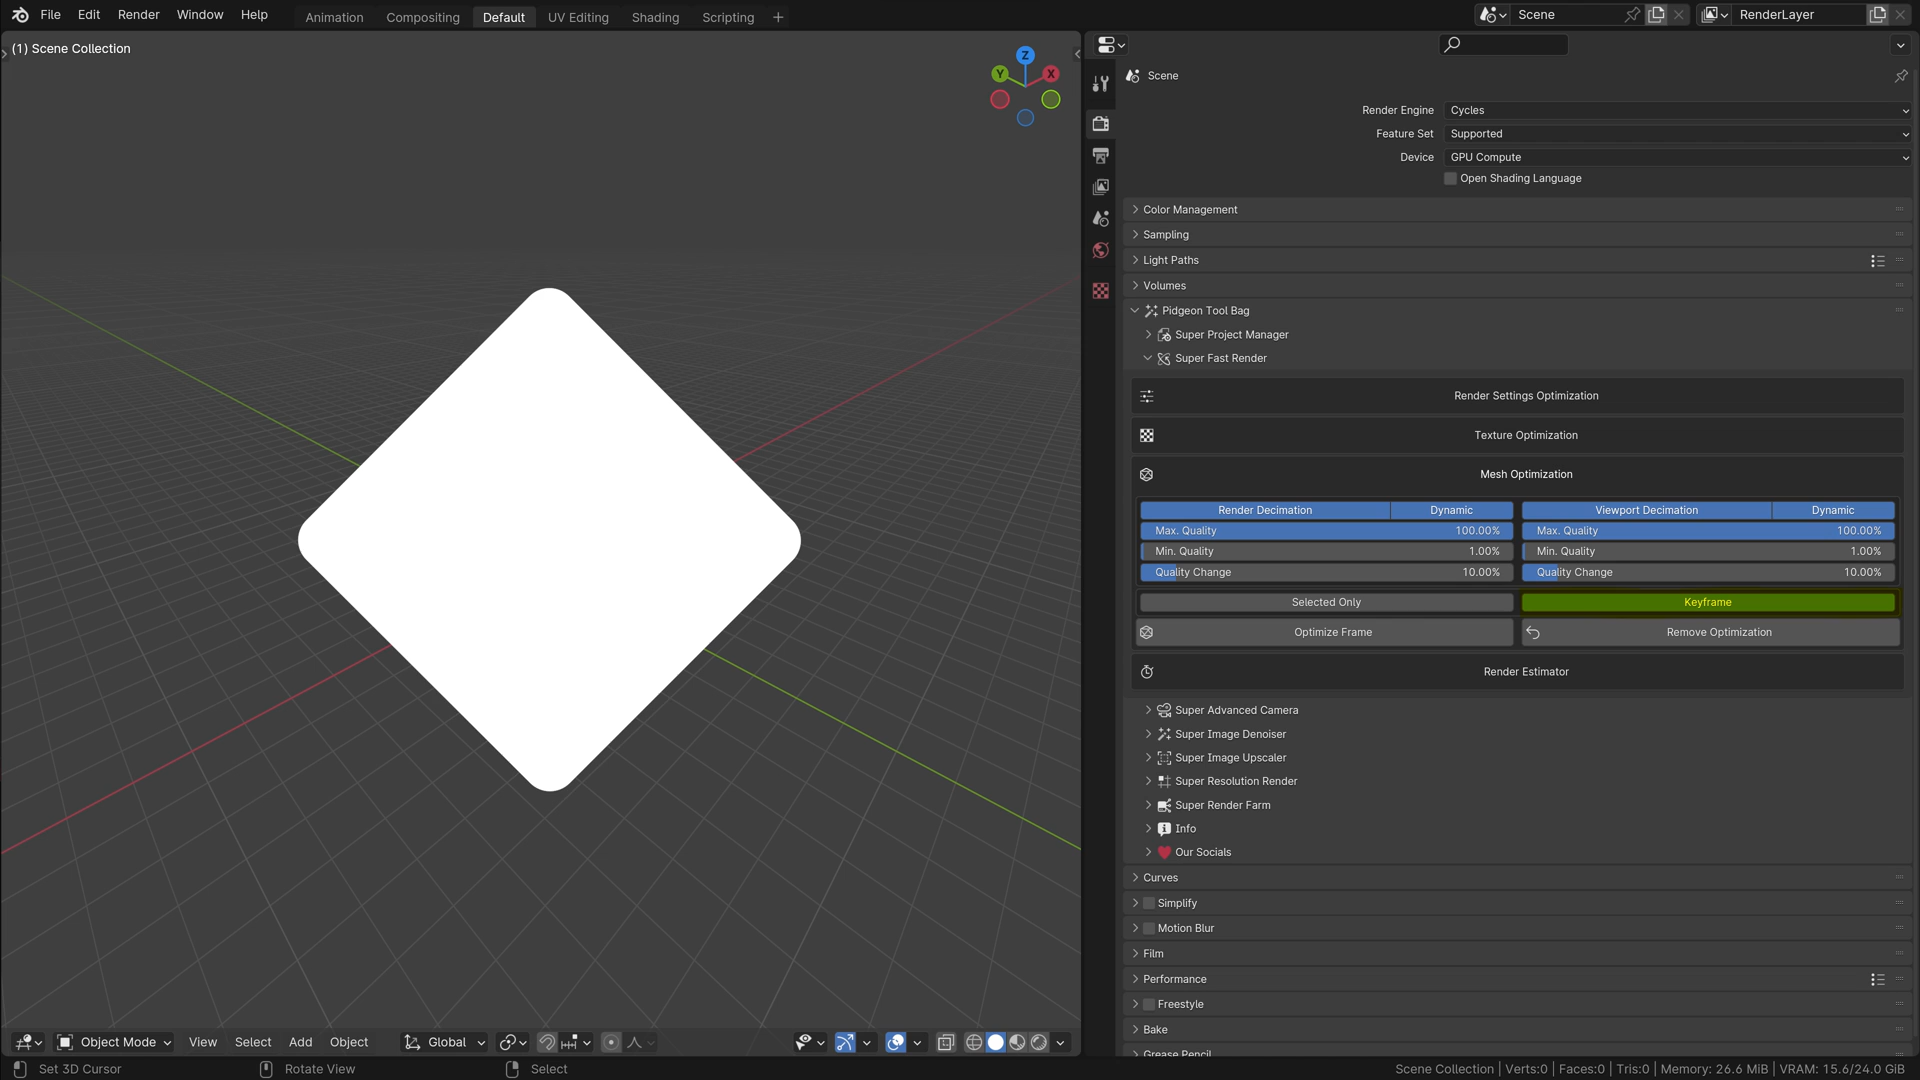 File Edit Render Window Help Animation Compositing Default UV Editing Shading Scripting + Scene RenderLayer
(1) Scene Collection
Z
Y X
Scene
Render Engine Cycles
Feature Set Supported
Device GPU Compute
Open Shading Language
Color Management
Sampling
Light Paths
Volumes
Pidgeon Tool Bag
Super Project Manager
Super Fast Render
Render Settings Optimization
Texture Optimization
Mesh Optimization
Render Decimation Dynamic Viewport Decimation Dynamic
Max. Quality 100.00% Max. Quality 100.00%
Min. Quality 1.00% Min. Quality 1.00%
Quality Change 10.00% Quality Change 10.00%
Selected Only Keyframe
Optimize Frame Remove Optimization
Render Estimator
Super Advanced Camera
Super Image Denoiser
Super Image Upscaler
Super Resolution Render
Super Render Farm
Info
Our Socials
Curves
Simplify
Motion Blur
Film
Performance
Freestyle
Bake
Grease Pencil
Object Mode View Select Add Object Global
Set 3D Cursor Rotate View Select Scene Collection | Verts:0 | Faces:0 | Tris:0 | Memory: 26.6 MiB | VRAM: 15.6/24.0 GiB